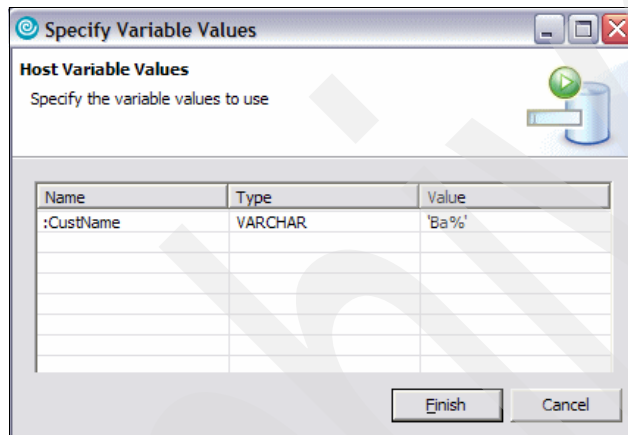 Specify Variable Values
Host Variable Values
Specify the variable values to use
Name Type Value
:CustName VARCHAR 'Ba%'
Finish Cancel